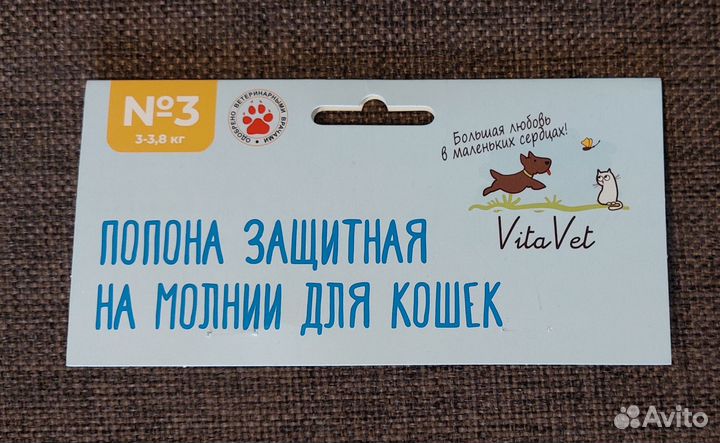 №3
3-3,8 кг
ОДОБРЕНО ВЕТЕРИНАРНЫМИ ВРАЧАМИ
Большая любовь
в маленьких сердцах!
VitaVet
ПОПОНА ЗАЩИТНАЯ
НА МОЛНИИ ДЛЯ КОШЕК
Avito